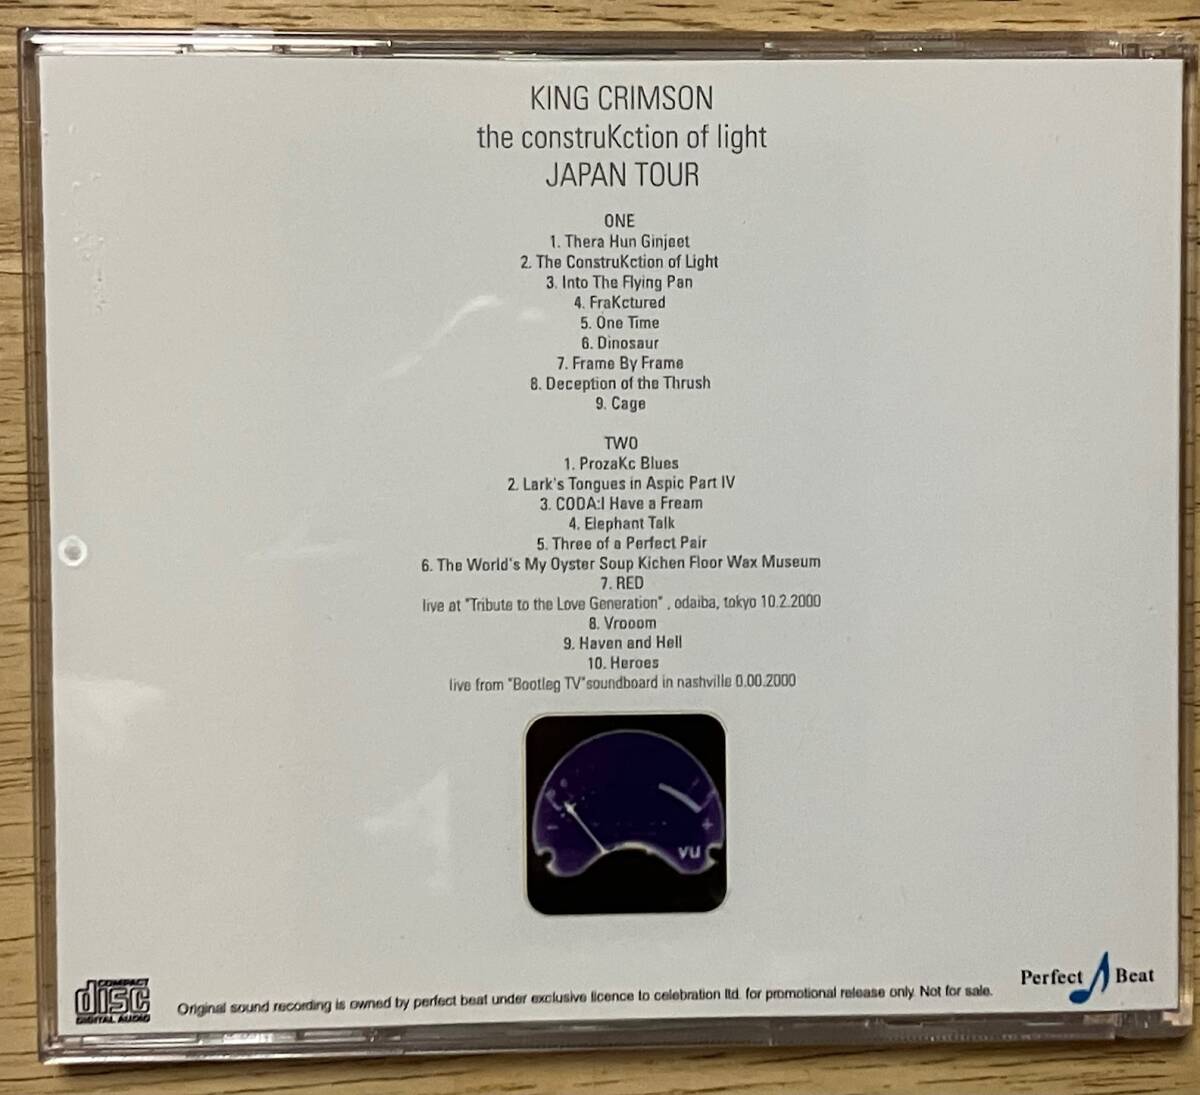 KING CRIMSON
the construKction of light
JAPAN TOUR
ONE
1. Thera Hun Ginjeet
2. The ConstruKction of Light
3. Into The Flying Pan
4. FraKctured
5. One Time
6. Dinosaur
7. Frame By Frame
8. Deception of the Thrush
9. Cage
TWO
1. ProzaKc Blues
2. Lark's Tongues in Aspic Part IV
3. CODA:I Have a Fream
4. Elephant Talk
5. Three of a Perfect Pair
6. The World's My Oyster Soup Kichen Floor Wax Museum
7. RED
live at "Tribute to the Love Generation" , odaiba, tokyo 10.2.2000
8. Vrooom
9. Haven and Hell
10. Heroes
live from "Bootleg TV"soundboard in nashville 0.00.2000
- + VU
COMPACT
disc
DIGITAL AUDIO
Original sound recording is owned by perfect beat under exclusive licence to celebration ltd. for promotional release only. Not for sale.
Perfect Beat